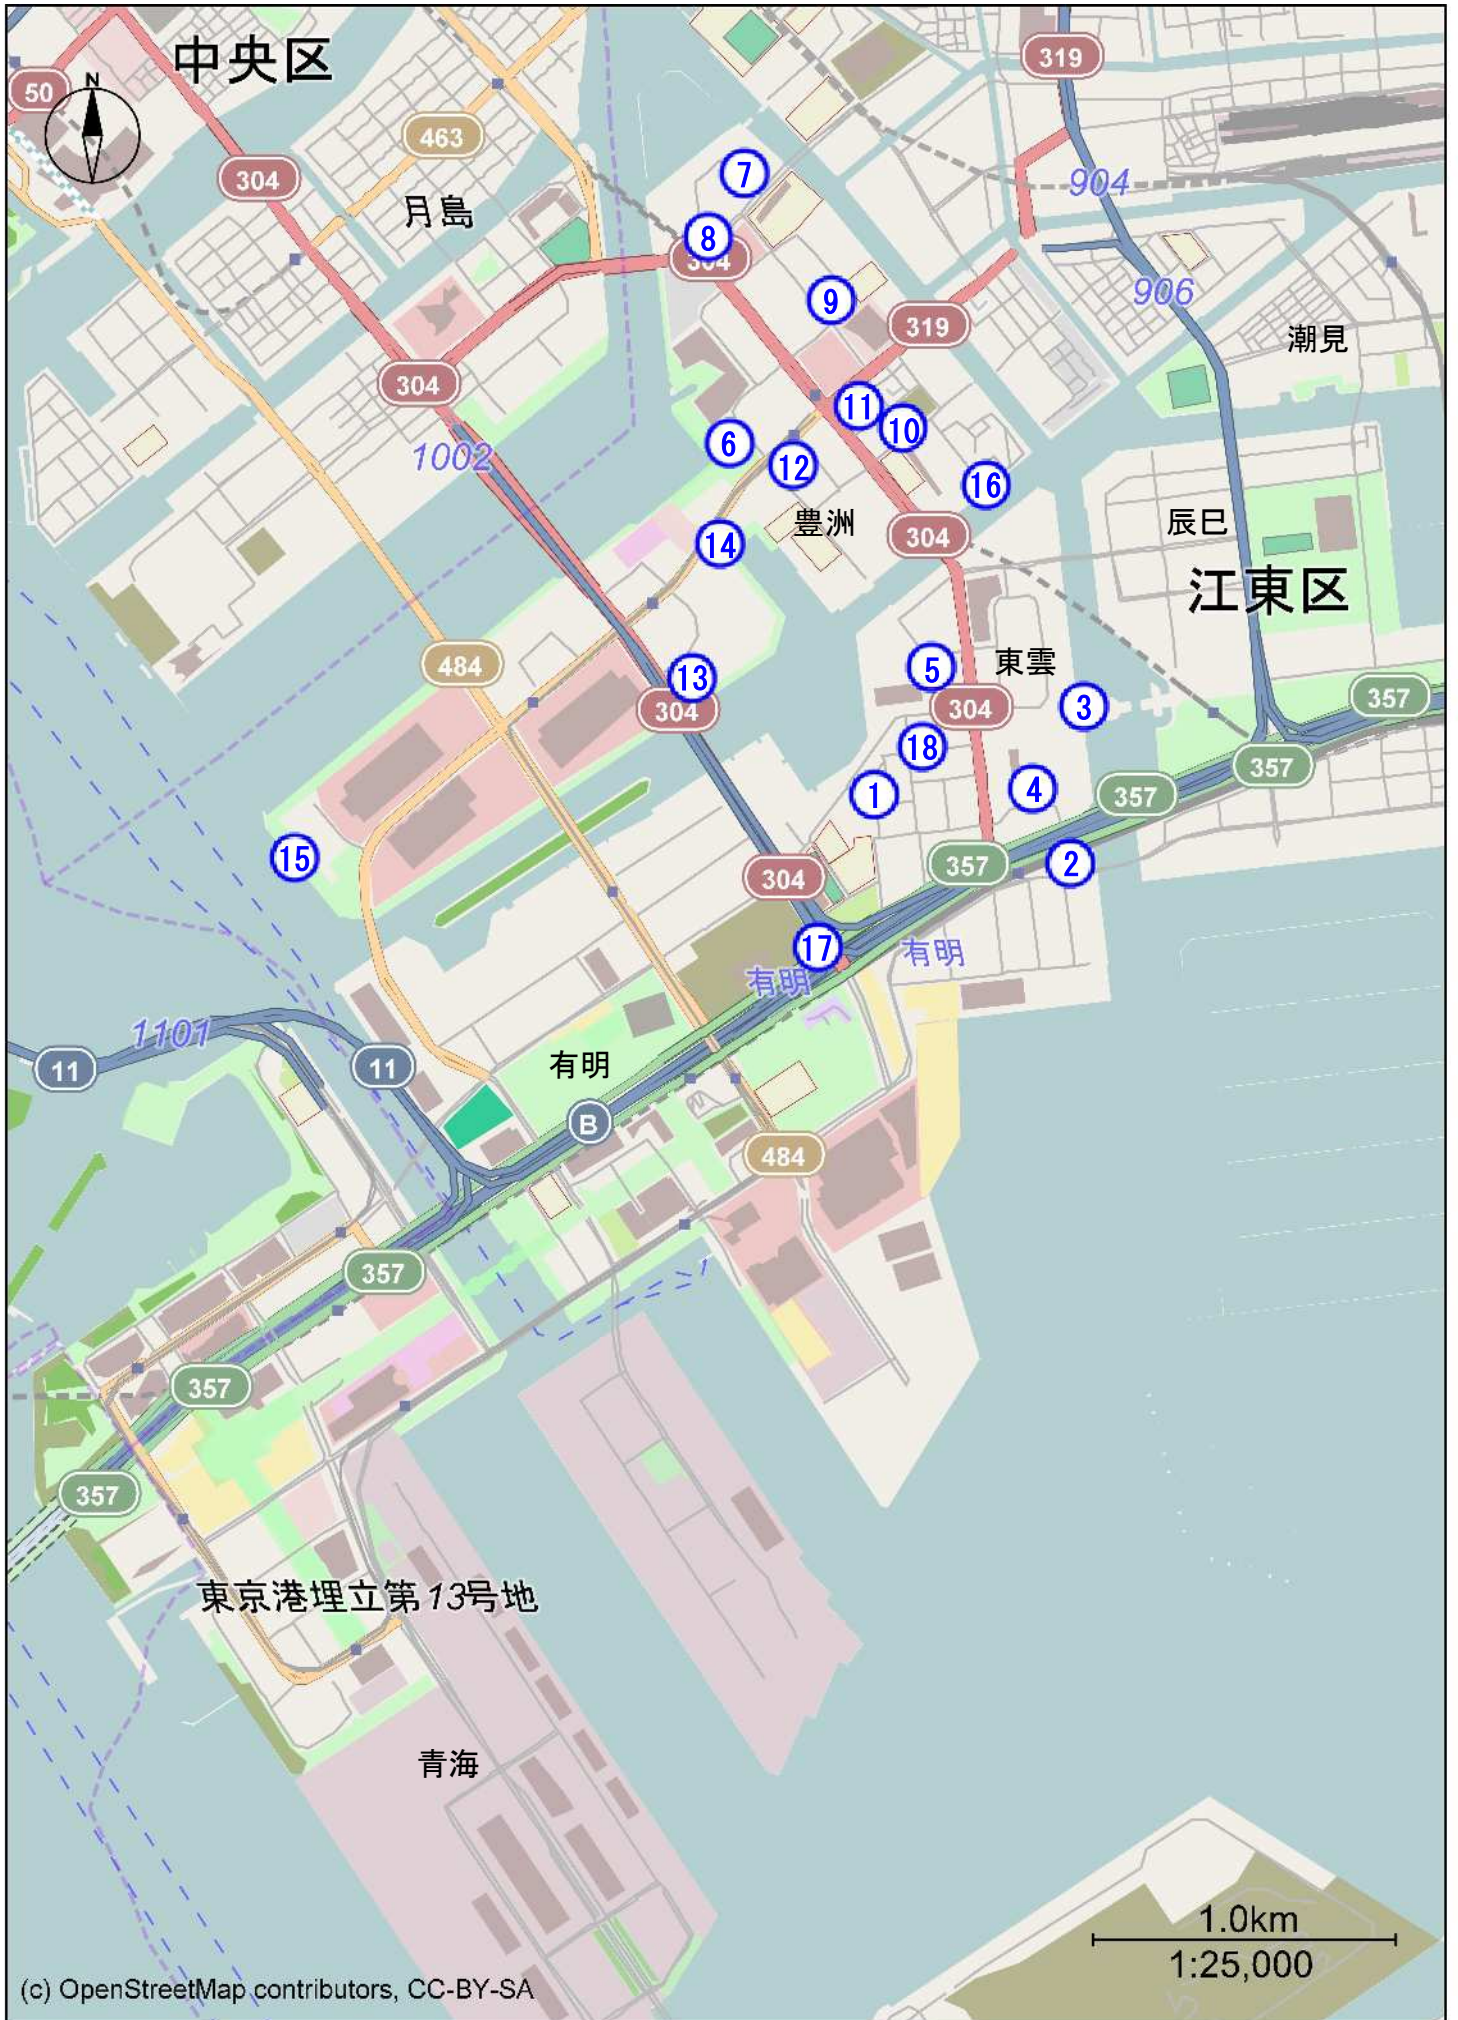 中央区
319
50
N
463
304
月島
⑦
904
⑧
304
906
⑨
319
潮見
304
⑪
⑩
⑥
1002
⑫
⑯
豊洲
辰巳
304
⑭
江東区
484
⑤
東雲
⑬
304
304
③
357
⑱
357
①
④
357
⑮
304
357
②
⑰
有明
有明
1101
11
11
有明
B
484
357
357
357
東京港埋立第13号地
青海
1.0km
1:25,000
(c) OpenStreetMap contributors, CC-BY-SA